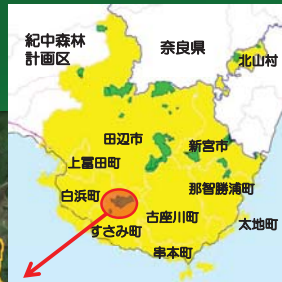 紀中森林
計画区
奈良県
北山村
田辺市
新宮市
上富田町
那智勝浦町
白浜町
古座川町
太地町
すさみ町
串本町